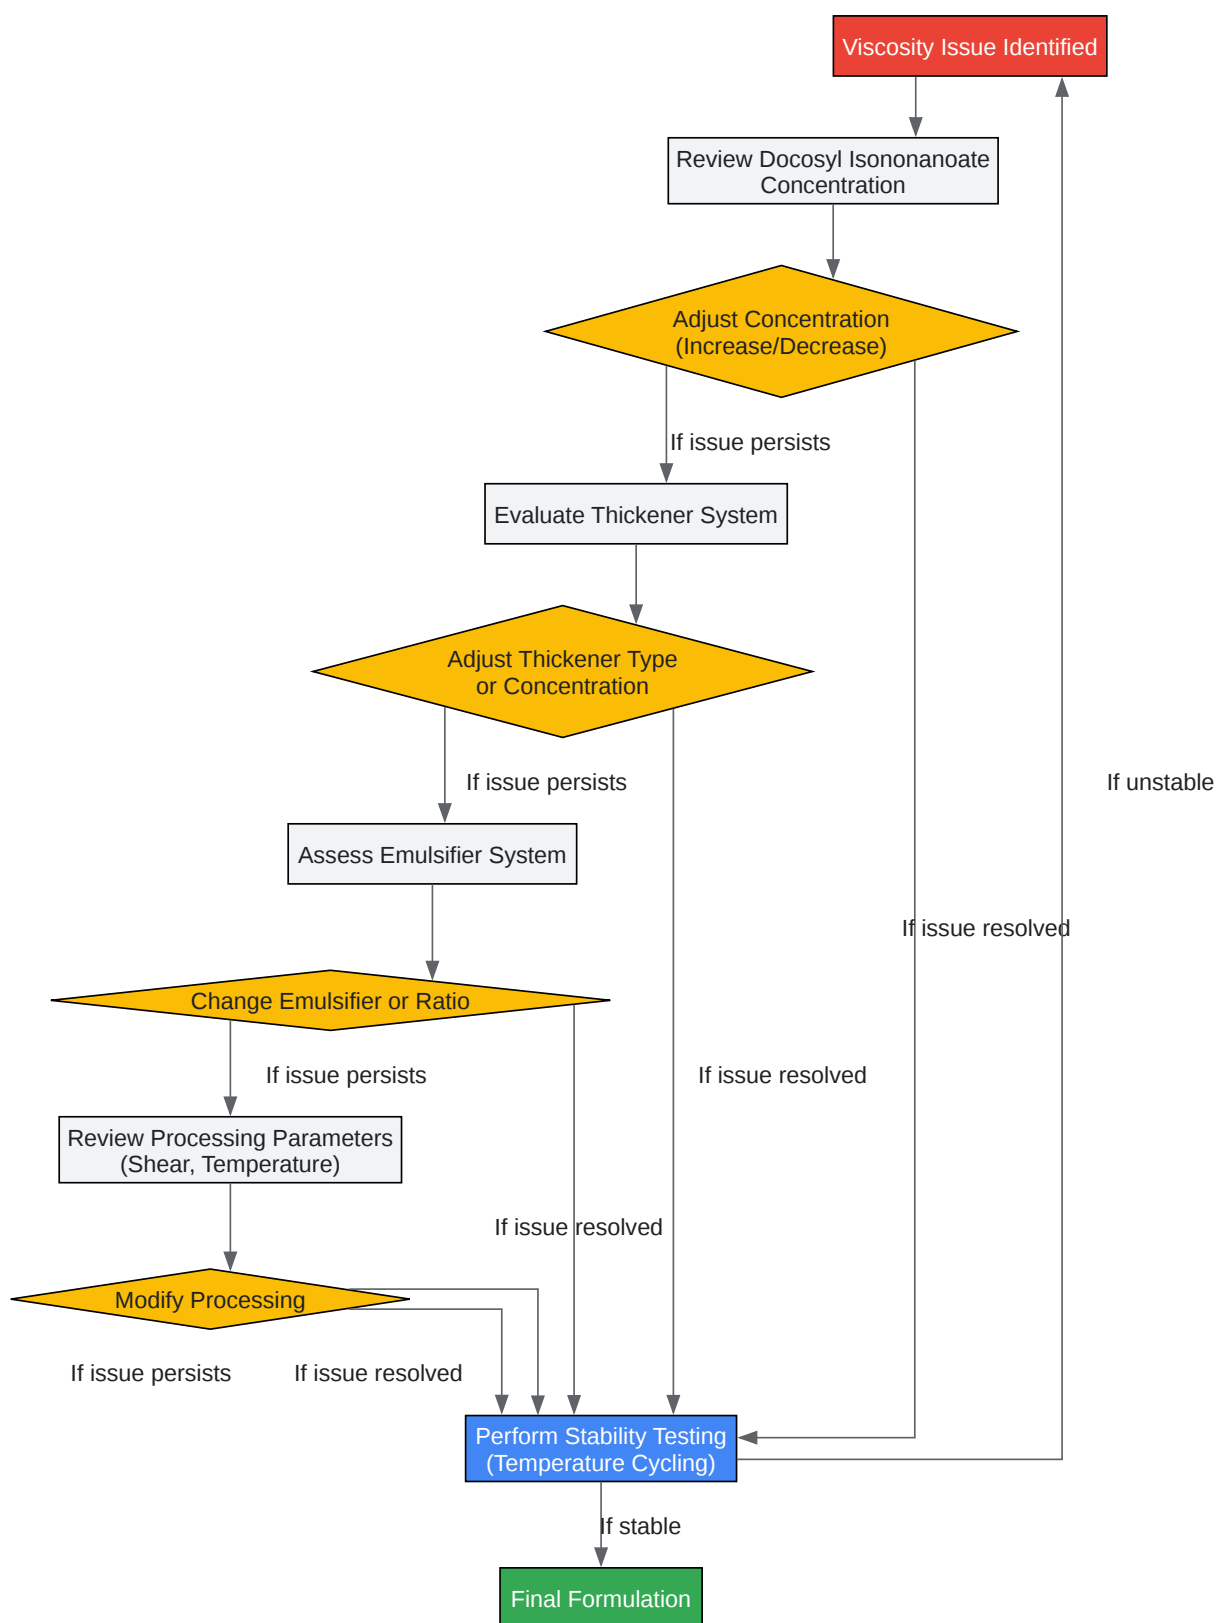 Viscosity Issue Identified
Review Docosyl Isononanoate
Concentration
Adjust Concentration
(Increase/Decrease)
If issue persists
Evaluate Thickener System
Adjust Thickener Type
or Concentration
If issue persists
If unstable
Assess Emulsifier System
If issue resolved
Change Emulsifier or Ratio
If issue persists
If issue resolved
Review Processing Parameters
(Shear, Temperature)
If issue resolved
Modify Processing
If issue persists
If issue resolved
Perform Stability Testing
(Temperature Cycling)
If stable
Final Formulation